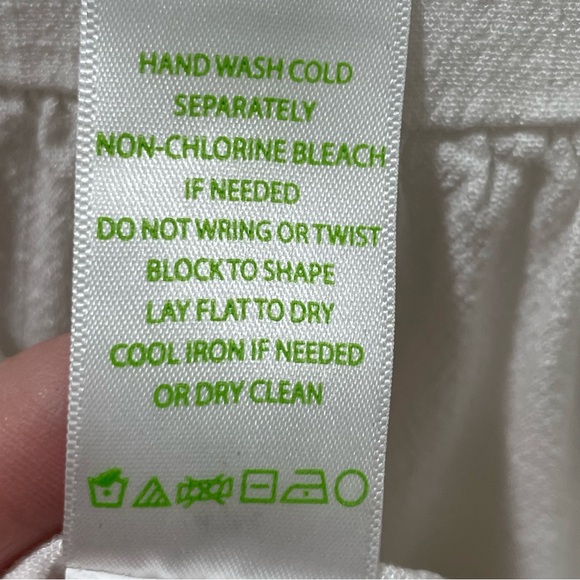 HAND WASH COLD
SEPARATELY
NON-CHLORINE BLEACH
IF NEEDED
DO NOT WRING OR TWIST
BLOCK TO SHAPE
LAY FLAT TO DRY
COOL IRON IF NEEDED
OR DRY CLEAN